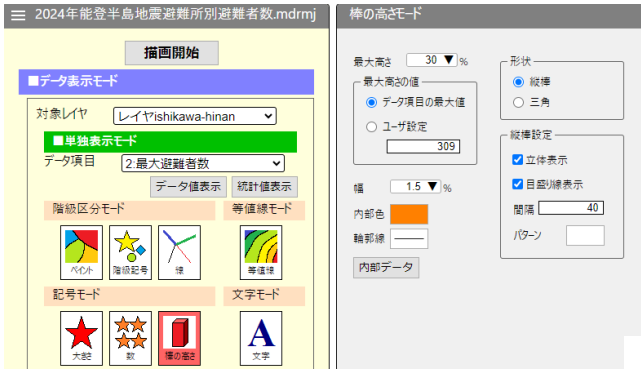 2024年能登半島地震避難所別避難者数.mdrmj
描画開始
■データ表示モード
対象レイヤ
レイヤishikawa-hinan
■単独表示モード
データ項目
2:最大避難者数
データ値表示
統計値表示
階級区分モード
等値線モード
ペイント
階級記号
線
等値線
記号モード
文字モード
大きさ
数
棒の高さ
A
文字
棒の高さモード
最大高さ
30 ▼ %
最大高さの値
データ項目の最大値
ユーザ設定
309
幅
1.5 ▼ %
内部色
輪郭線
内部データ
形状
縦棒
三角
縦棒設定
立体表示
目盛り線表示
間隔
40
パターン